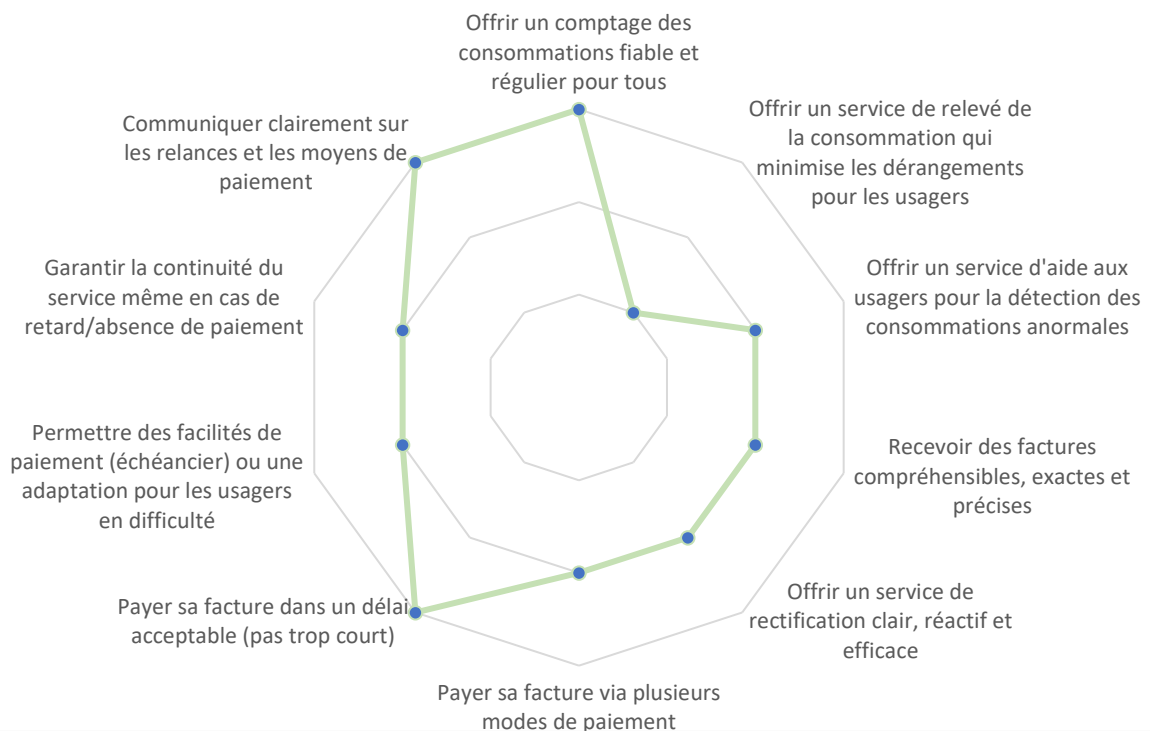 Offrir un comptage des
consommations fiable et
régulier pour tous
Offrir un service de relevé de
la consommation qui
minimise les dérangements
pour les usagers
Offrir un service d'aide aux
usagers pour la détection des
consommations anormales
Recevoir des factures
compréhensibles, exactes et
précises
Offrir un service de
rectification clair, réactif et
efficace
Payer sa facture via plusieurs
modes de paiement
Payer sa facture dans un délai
acceptable (pas trop court)
Permettre des facilités de
paiement (échéancier) ou une
adaptation pour les usagers
en difficulté
Garantir la continuité du
service même en cas de
retard/absence de paiement
Communiquer clairement sur
les relances et les moyens de
paiement